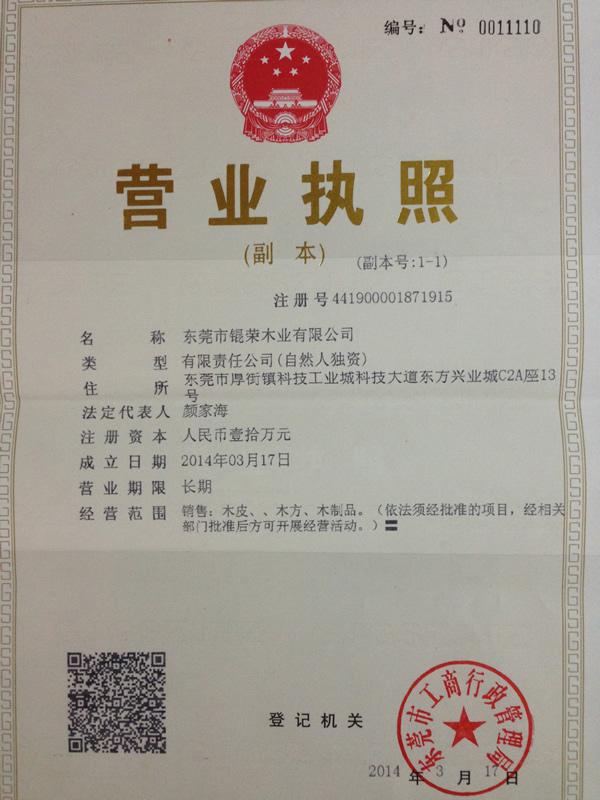 编号：№ 0011110
营业执照
（副 本）
（副本号:1-1）
注册号 441900001871915
名 称 东莞市锟荣木业有限公司
类 型 有限责任公司(自然人独资)
住 所 东莞市厚街镇科技工业城科技大道东方兴业城C2A座13
号
法定代表人 颜家海
注册资本 人民币壹拾万元
成立日期 2014年03月17日
营业期限 长期
经营范围 销售：木皮、、木方、木制品。（依法须经批准的项目，经相关
部门批准后方可开展经营活动。）
东莞市工商行政管理局
登记机关
2014 年 3 月 17 日